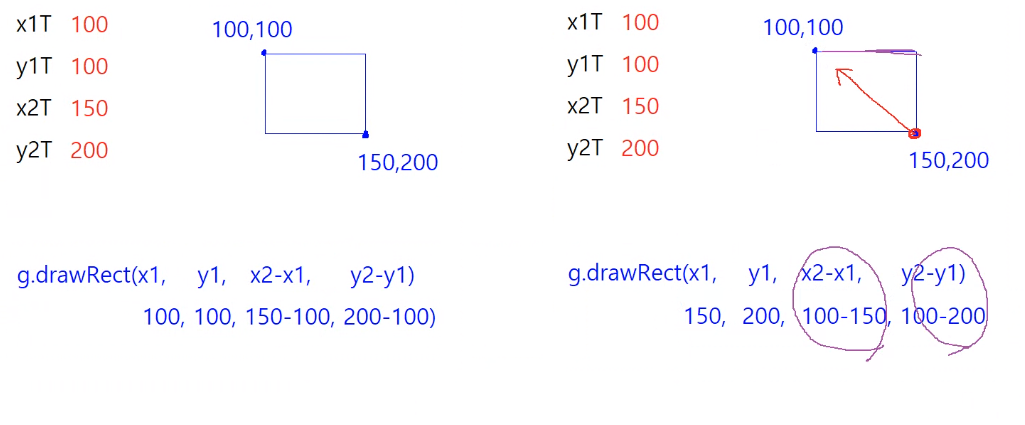 x1T 100
y1T 100
x2T 150
y2T 200
100,100
150,200
g.drawRect(x1, y1, x2-x1, y2-y1)
100, 100, 150-100, 200-100)
x1T 100
y1T 100
x2T 150
y2T 200
100,100
150,200
g.drawRect(x1, y1, x2-x1, y2-y1)
150, 200, 100-150, 100-200